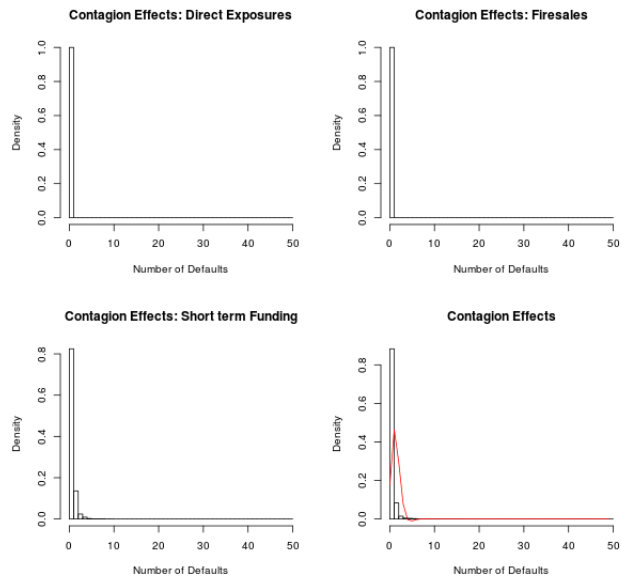 Contagion Effects: Direct Exposures
Density
0.0 0.2 0.4 0.6 0.8 1.0
0 10 20 30 40 50
Number of Defaults
Contagion Effects: Firesales
Density
0.0 0.2 0.4 0.6 0.8 1.0
0 10 20 30 40 50
Number of Defaults
Contagion Effects: Short term Funding
Density
0.0 0.2 0.4 0.6 0.8
0 10 20 30 40 50
Number of Defaults
Contagion Effects
Density
0.0 0.2 0.4 0.6 0.8
0 10 20 30 40 50
Number of Defaults